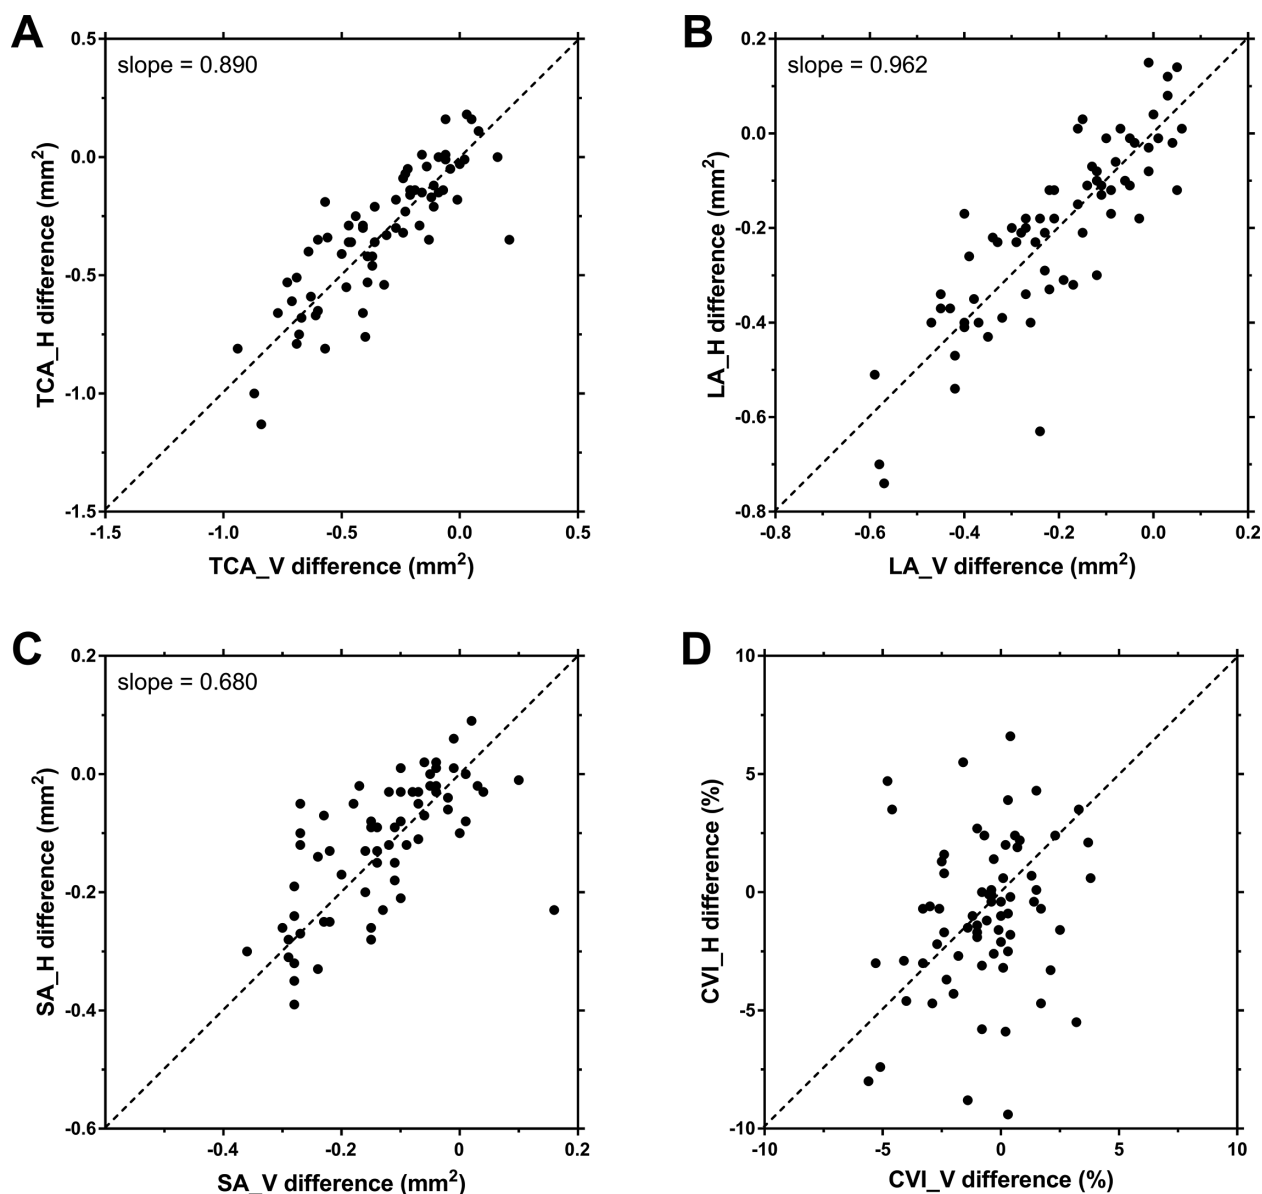 A
slope = 0.890
0.5
0.0
-0.5
-1.0
-1.5
TCA_H difference (mm²)
-1.5 -1.0 -0.5 0.0 0.5
TCA_V difference (mm²)
B
slope = 0.962
0.2
0.0
-0.2
-0.4
-0.6
-0.8
LA_H difference (mm²)
-0.8 -0.6 -0.4 -0.2 0.0 0.2
LA_V difference (mm²)
C
slope = 0.680
0.2
0.0
-0.2
-0.4
-0.6
SA_H difference (mm²)
-0.4 -0.2 0 0.2
SA_V difference (mm²)
D
10
5
0
-5
-10
CVI_H difference (%)
-10 -5 0 5 10
CVI_V difference (%)